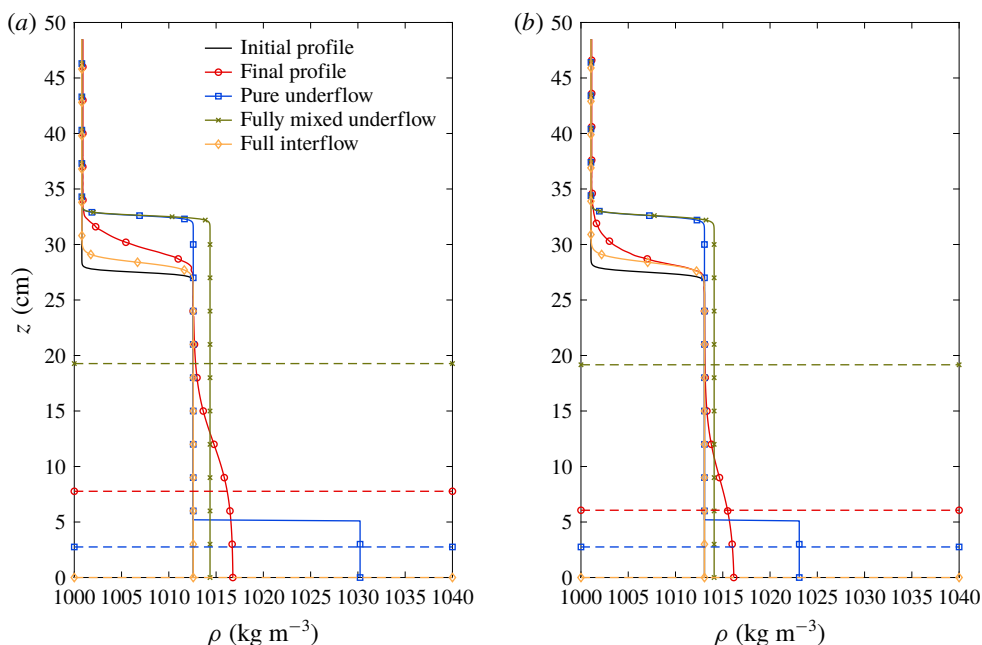 (a)
(b)
50
45
40
35
30
25
20
15
10
5
0
z (cm)
Initial profile
Final profile
Pure underflow
Fully mixed underflow
Full interflow
1000 1005 1010 1015 1020 1025 1030 1035 1040
ρ (kg m⁻³)
50
45
40
35
30
25
20
15
10
5
0
1000 1005 1010 1015 1020 1025 1030 1035 1040
ρ (kg m⁻³)